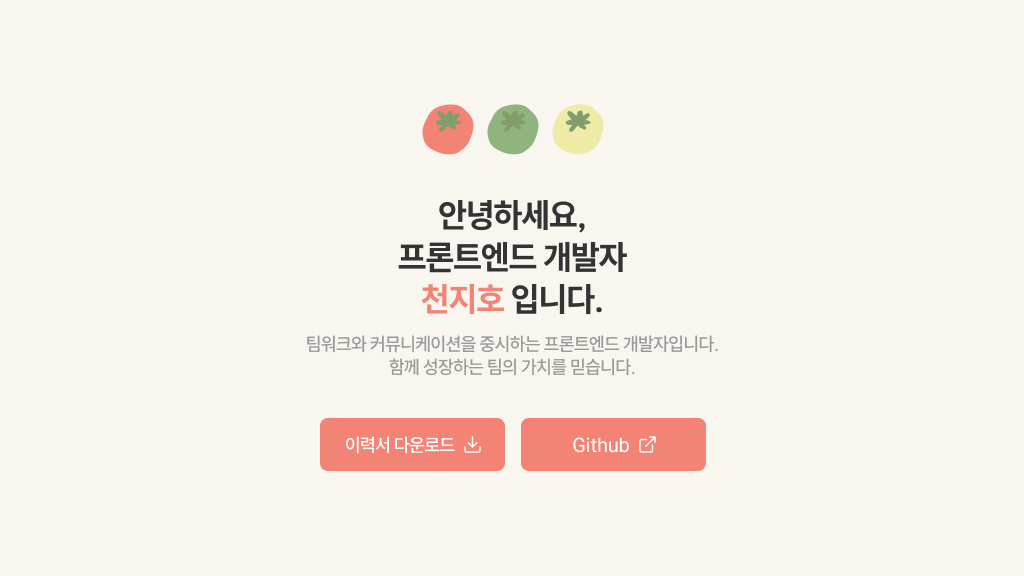 안녕하세요,
프론트엔드 개발자
천지호 입니다.
팀워크와 커뮤니케이션을 중시하는 프론트엔드 개발자입니다.
함께 성장하는 팀의 가치를 믿습니다.
이력서 다운로드
Github